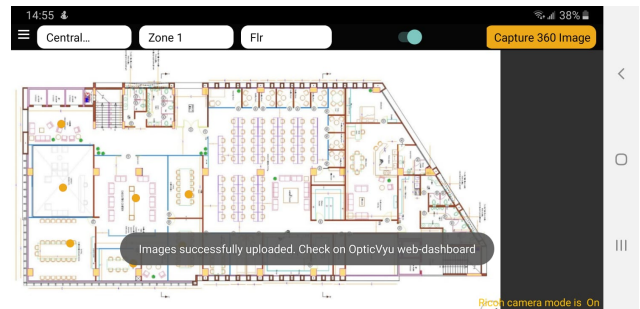 14:55
38%
Central...
Zone 1
Flr
Capture 360 Image
Images successfully uploaded. Check on OpticVyu web-dashboard
Ricoh camera mode is On